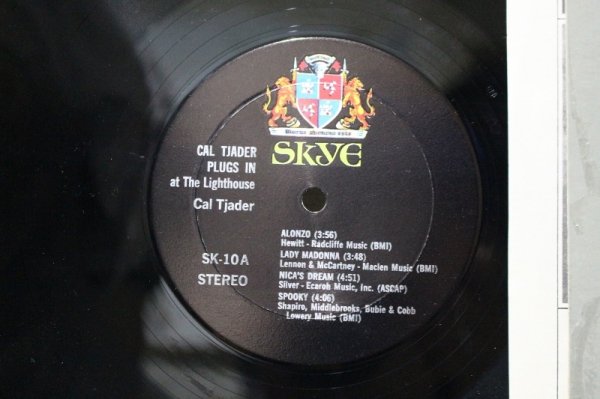 SKYE
CAL TJADER
PLUGS IN
at The Lighthouse
Cal Tjader
SK-10A
STEREO
ALONZO (3:56)
Hewitt - Radcliffe Music (BMI)
LADY MADONNA (3:48)
Lennon & McCartney - Maclen Music (BMI)
NICA'S DREAM (4:51)
Silver - Ecaroh Music, Inc. (ASCAP)
SPOOKY (4:06)
Shapiro, Middlebrooks, Bubie & Cobb
Lowery Music (BMI)